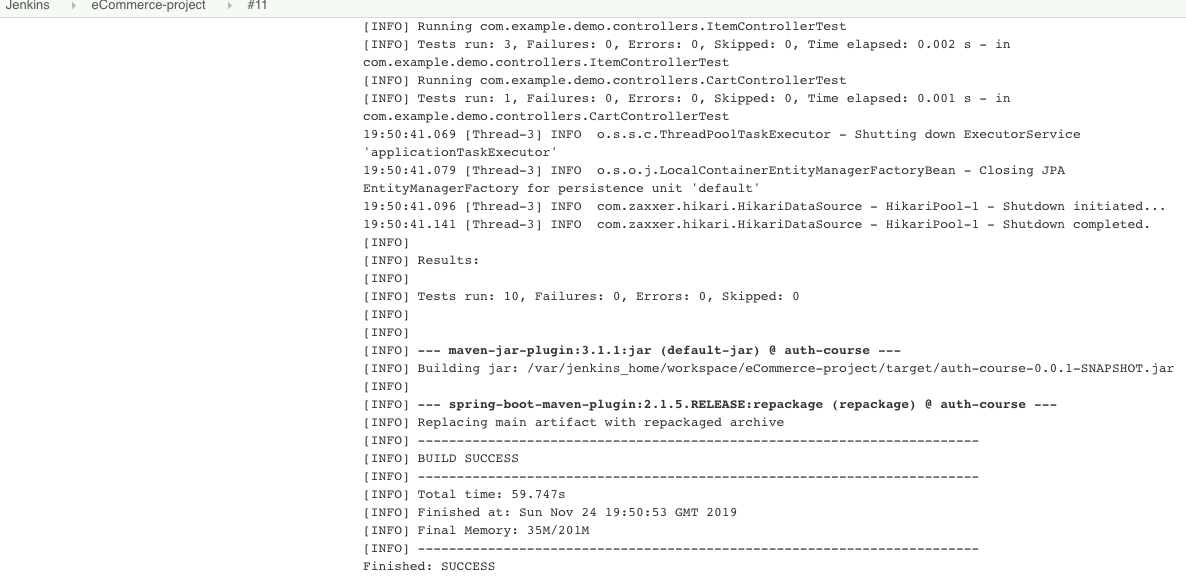 Jenkins eCommerce-project #11
[INFO] Running com.example.demo.controllers.ItemControllerTest
[INFO] Tests run: 3, Failures: 0, Errors: 0, Skipped: 0, Time elapsed: 0.002 s - in
com.example.demo.controllers.ItemControllerTest
[INFO] Running com.example.demo.controllers.CartControllerTest
[INFO] Tests run: 1, Failures: 0, Errors: 0, Skipped: 0, Time elapsed: 0.001 s - in
com.example.demo.controllers.CartControllerTest
19:50:41.069 [Thread-3] INFO  o.s.s.c.ThreadPoolTaskExecutor - Shutting down ExecutorService
'applicationTaskExecutor'
19:50:41.079 [Thread-3] INFO  o.s.o.j.LocalContainerEntityManagerFactoryBean - Closing JPA
EntityManagerFactory for persistence unit 'default'
19:50:41.096 [Thread-3] INFO  com.zaxxer.hikari.HikariDataSource - HikariPool-1 - Shutdown initiated...
19:50:41.141 [Thread-3] INFO  com.zaxxer.hikari.HikariDataSource - HikariPool-1 - Shutdown completed.
[INFO]
[INFO] Results:
[INFO]
[INFO] Tests run: 10, Failures: 0, Errors: 0, Skipped: 0
[INFO]
[INFO]
[INFO] --- maven-jar-plugin:3.1.1:jar (default-jar) @ auth-course ---
[INFO] Building jar: /var/jenkins_home/workspace/eCommerce-project/target/auth-course-0.0.1-SNAPSHOT.jar
[INFO]
[INFO] --- spring-boot-maven-plugin:2.1.5.RELEASE:repackage (repackage) @ auth-course ---
[INFO] Replacing main artifact with repackaged archive
[INFO] ------------------------------------------------------------------------
[INFO] BUILD SUCCESS
[INFO] ------------------------------------------------------------------------
[INFO] Total time: 59.747s
[INFO] Finished at: Sun Nov 24 19:50:53 GMT 2019
[INFO] Final Memory: 35M/201M
[INFO] ------------------------------------------------------------------------
Finished: SUCCESS